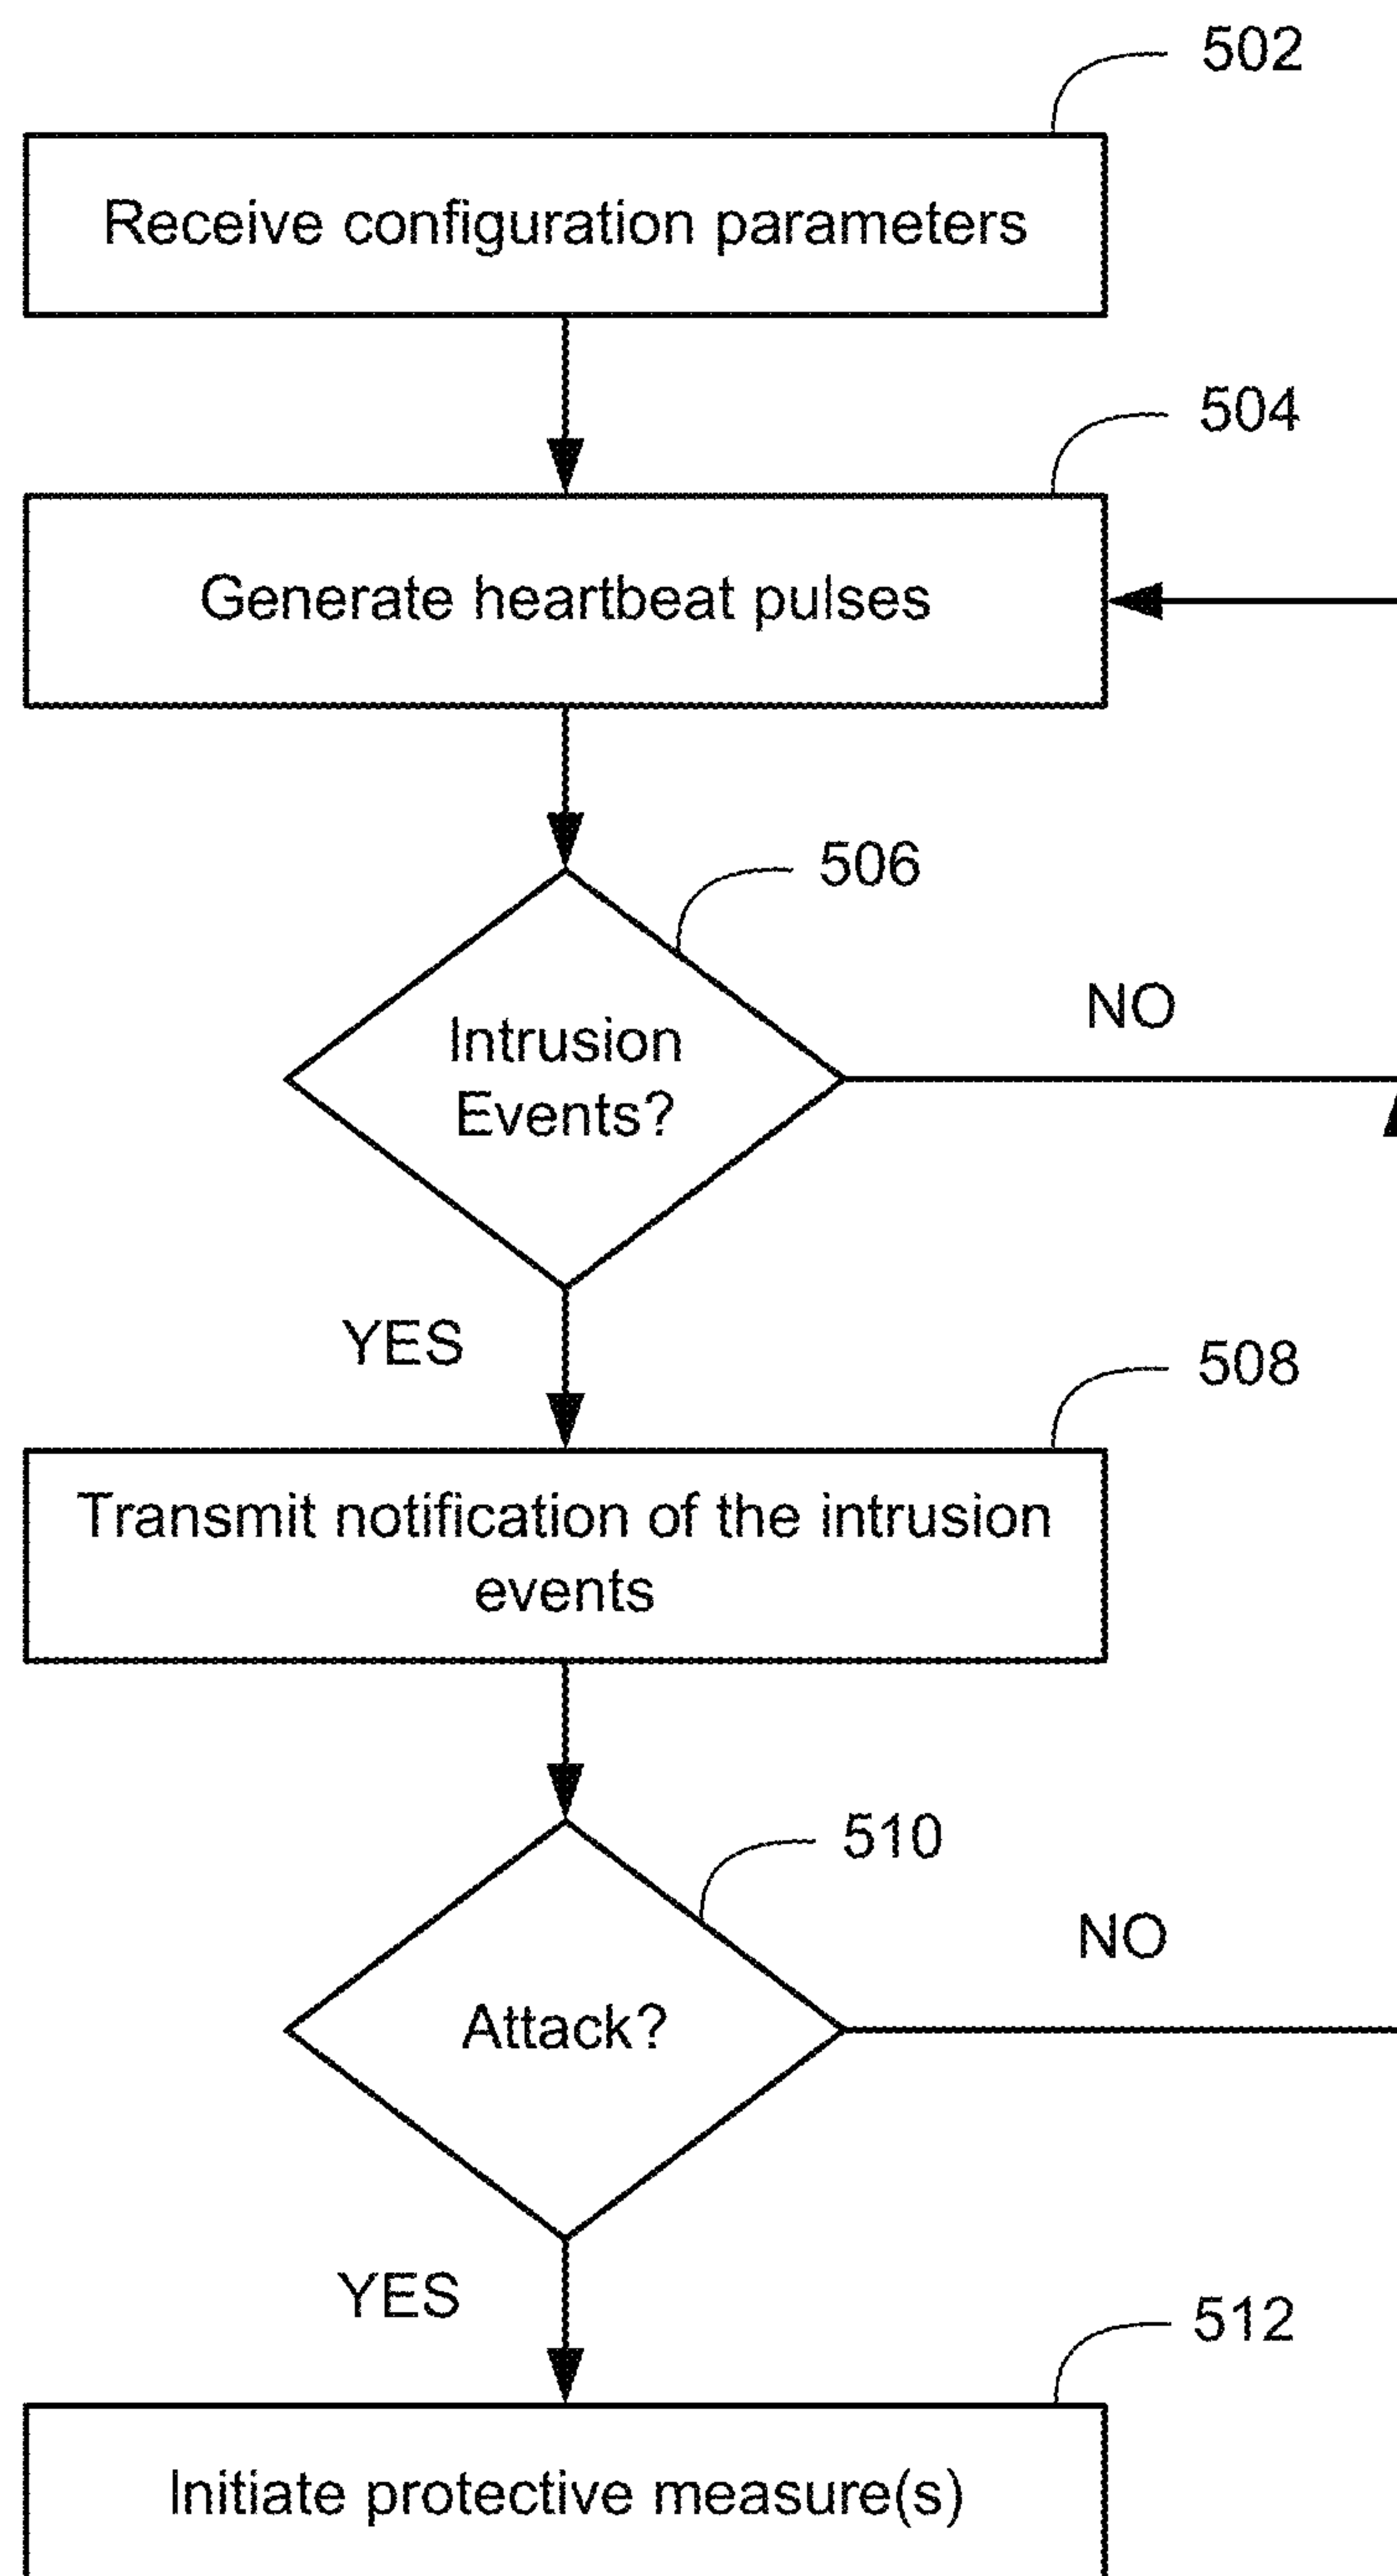 502
Receive configuration parameters
504
Generate heartbeat pulses
506
Intrusion
Events?
NO
YES
508
Transmit notification of the intrusion
events
510
Attack?
NO
YES
512
Initiate protective measure(s)